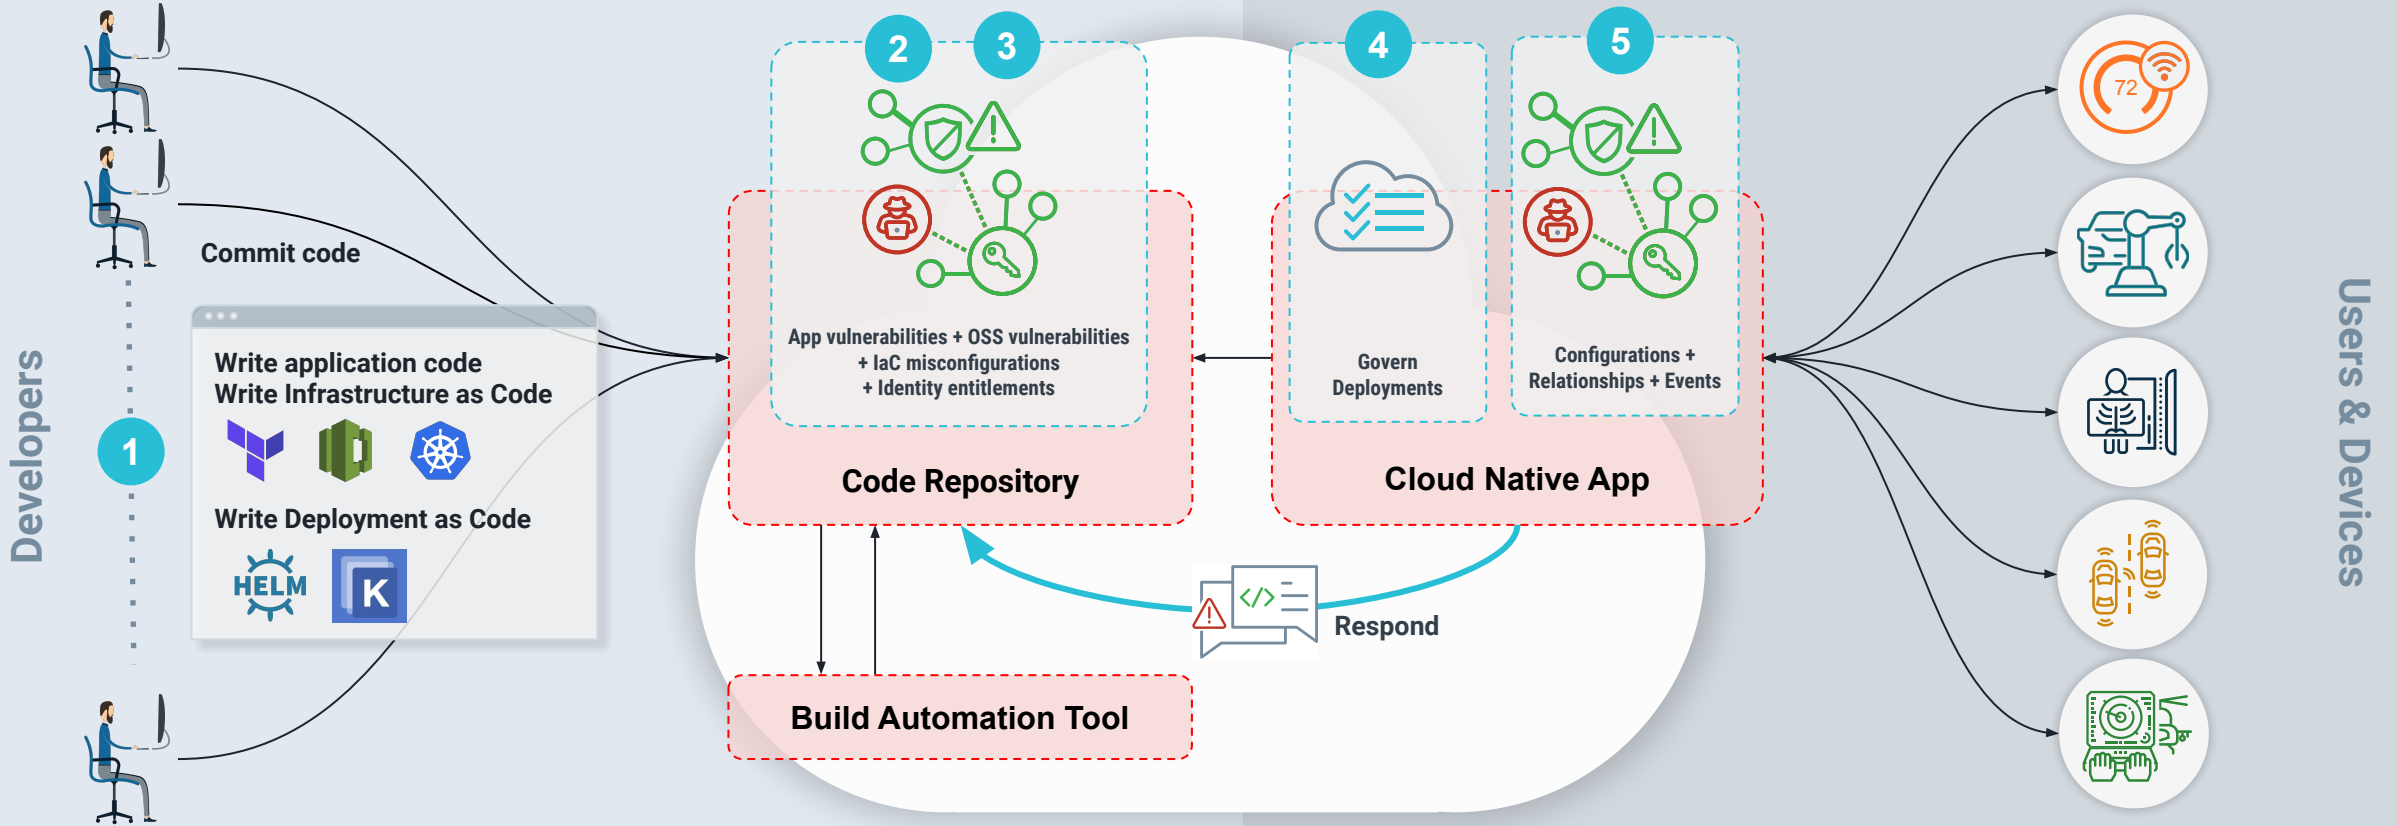 Developers
1
Commit code
Write application code
Write Infrastructure as Code
Write Deployment as Code
HELM
K
2
3
App vulnerabilities + OSS vulnerabilities
+ IaC misconfigurations
+ Identity entitlements
Code Repository
Build Automation Tool
4
Govern
Deployments
5
Configurations +
Relationships + Events
Cloud Native App
</>
Respond
72
Users & Devices